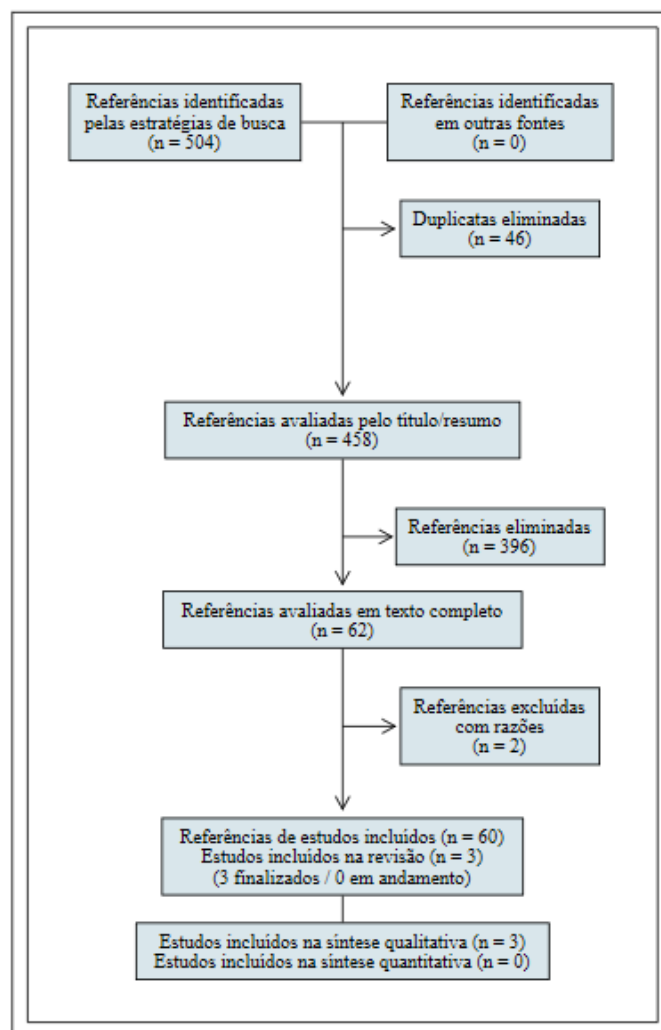 Referências identificadas
pelas estratégias de busca
(n = 504)
Referências identificadas
em outras fontes
(n = 0)
Duplicatas eliminadas
(n = 46)
Referências avaliadas pelo título/resumo
(n = 458)
Referências eliminadas
(n = 396)
Referências avaliadas em texto completo
(n = 62)
Referências excluídas
com razões
(n = 2)
Referências de estudos incluídos (n = 60)
Estudos incluídos na revisão (n = 3)
(3 finalizados / 0 em andamento)
Estudos incluídos na síntese qualitativa (n = 3)
Estudos incluídos na síntese quantitativa (n = 0)